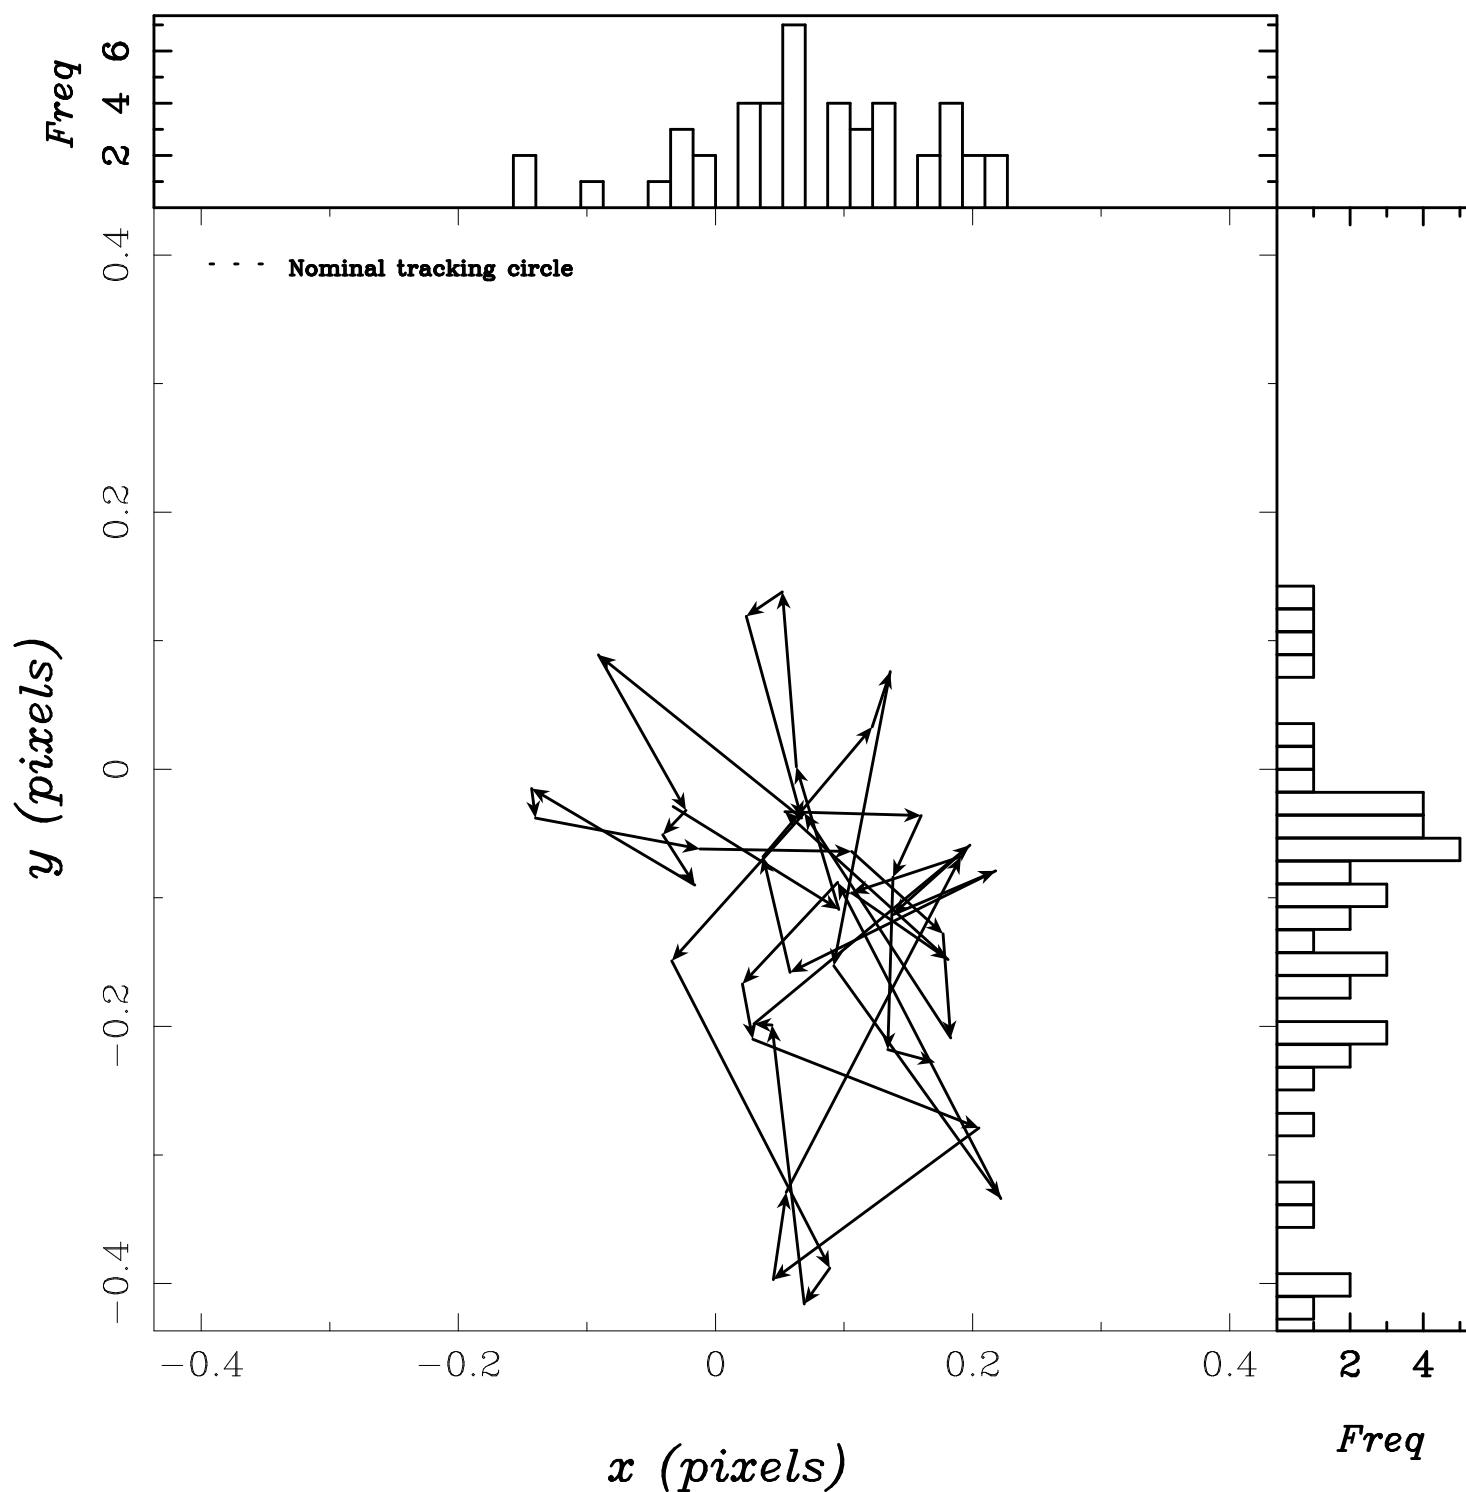 Freq
6
4
2
0.4
0.2
0
−0.2
−0.4
- - - Nominal tracking circle
y (pixels)
−0.4 −0.2 0 0.2 0.4 2 4
x (pixels)
Freq